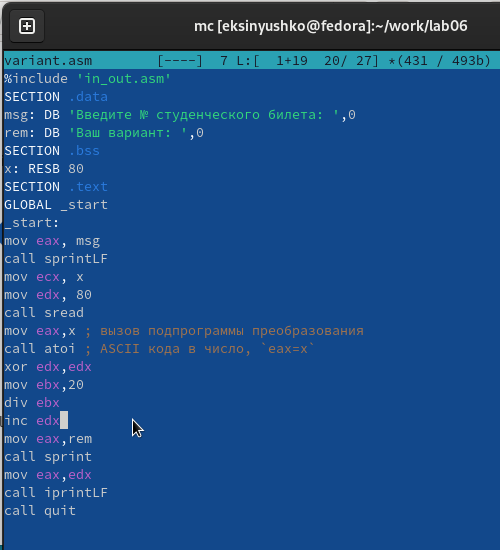 mc [eksinyushko@fedora]:~/work/lab06
variant.asm [----] 7 L:[ 1+19 20/ 27] *(431 / 493b)
%include 'in_out.asm'
SECTION .data
msg: DB 'Введите № студенческого билета: ',0
rem: DB 'Ваш вариант: ',0
SECTION .bss
x: RESB 80
SECTION .text
GLOBAL _start
_start:
mov eax, msg
call sprintLF
mov ecx, x
mov edx, 80
call sread
mov eax,x ; вызов подпрограммы преобразования
call atoi ; ASCII кода в число, `eax=x`
xor edx,edx
mov ebx,20
div ebx
inc edx
mov eax,rem
call sprint
mov eax,edx
call iprintLF
call quit